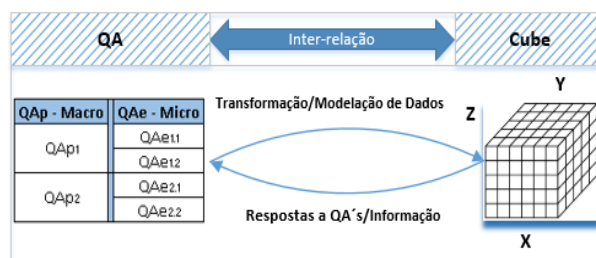 QA
Inter-relação
Cube
QAp - Macro
QAe - Micro
QAp1
QAe1.1
QAe1.2
QAp2
QAe2.1
QAe2.2
Transformação/Modelação de Dados
Respostas a QA´s/Informação
Y
Z
X